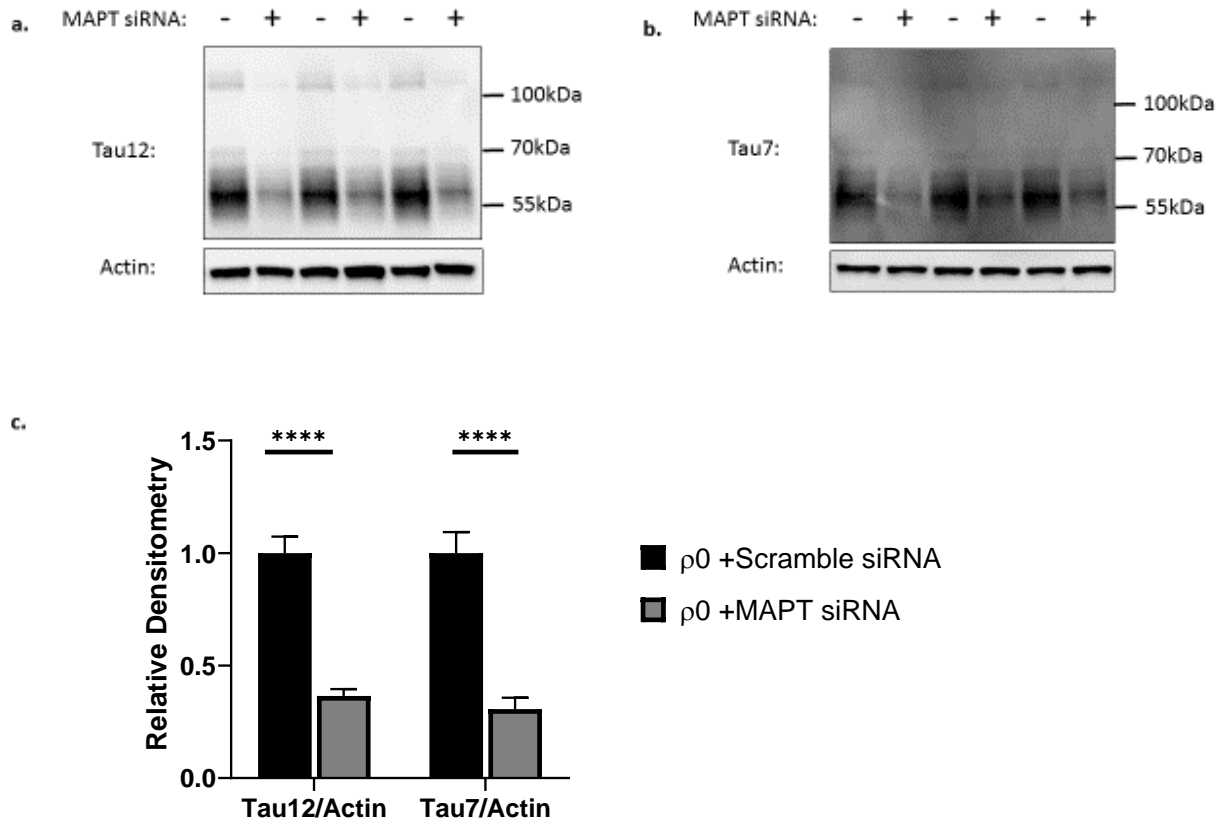 a.
MAPT siRNA: - + - + - +
Tau12:
100kDa
70kDa
55kDa
Actin:
b.
MAPT siRNA: - + - + - +
Tau7:
100kDa
70kDa
55kDa
Actin:
c.
Relative Densitometry
1.5
1.0
0.5
0.0
**** ****
Tau12/Actin Tau7/Actin
ρ0 +Scramble siRNA
ρ0 +MAPT siRNA